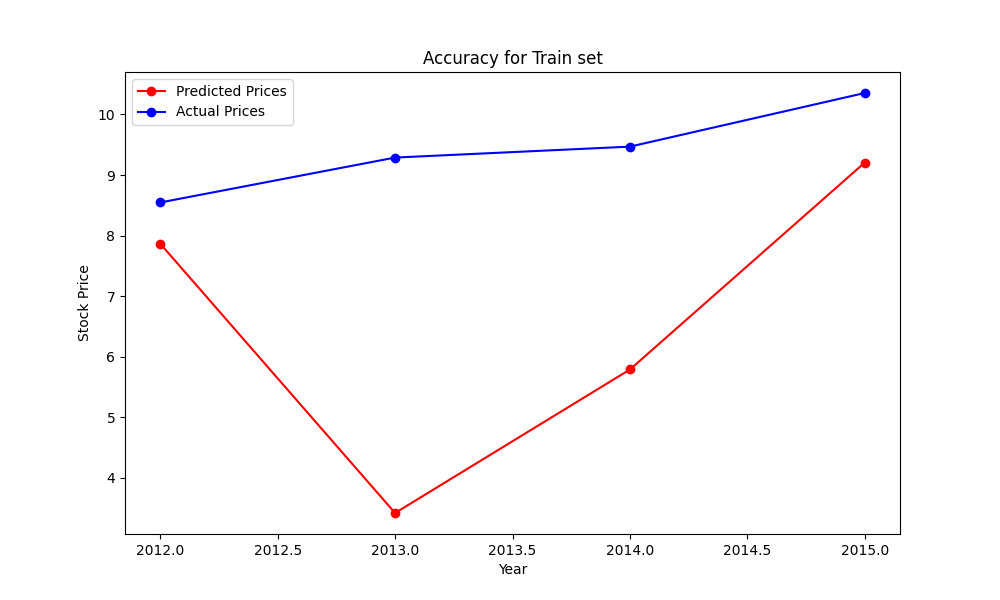 Accuracy for Train set
Predicted Prices
Actual Prices
10
9
8
7
6
5
4
Stock Price
2012.0 2012.5 2013.0 2013.5 2014.0 2014.5 2015.0
Year